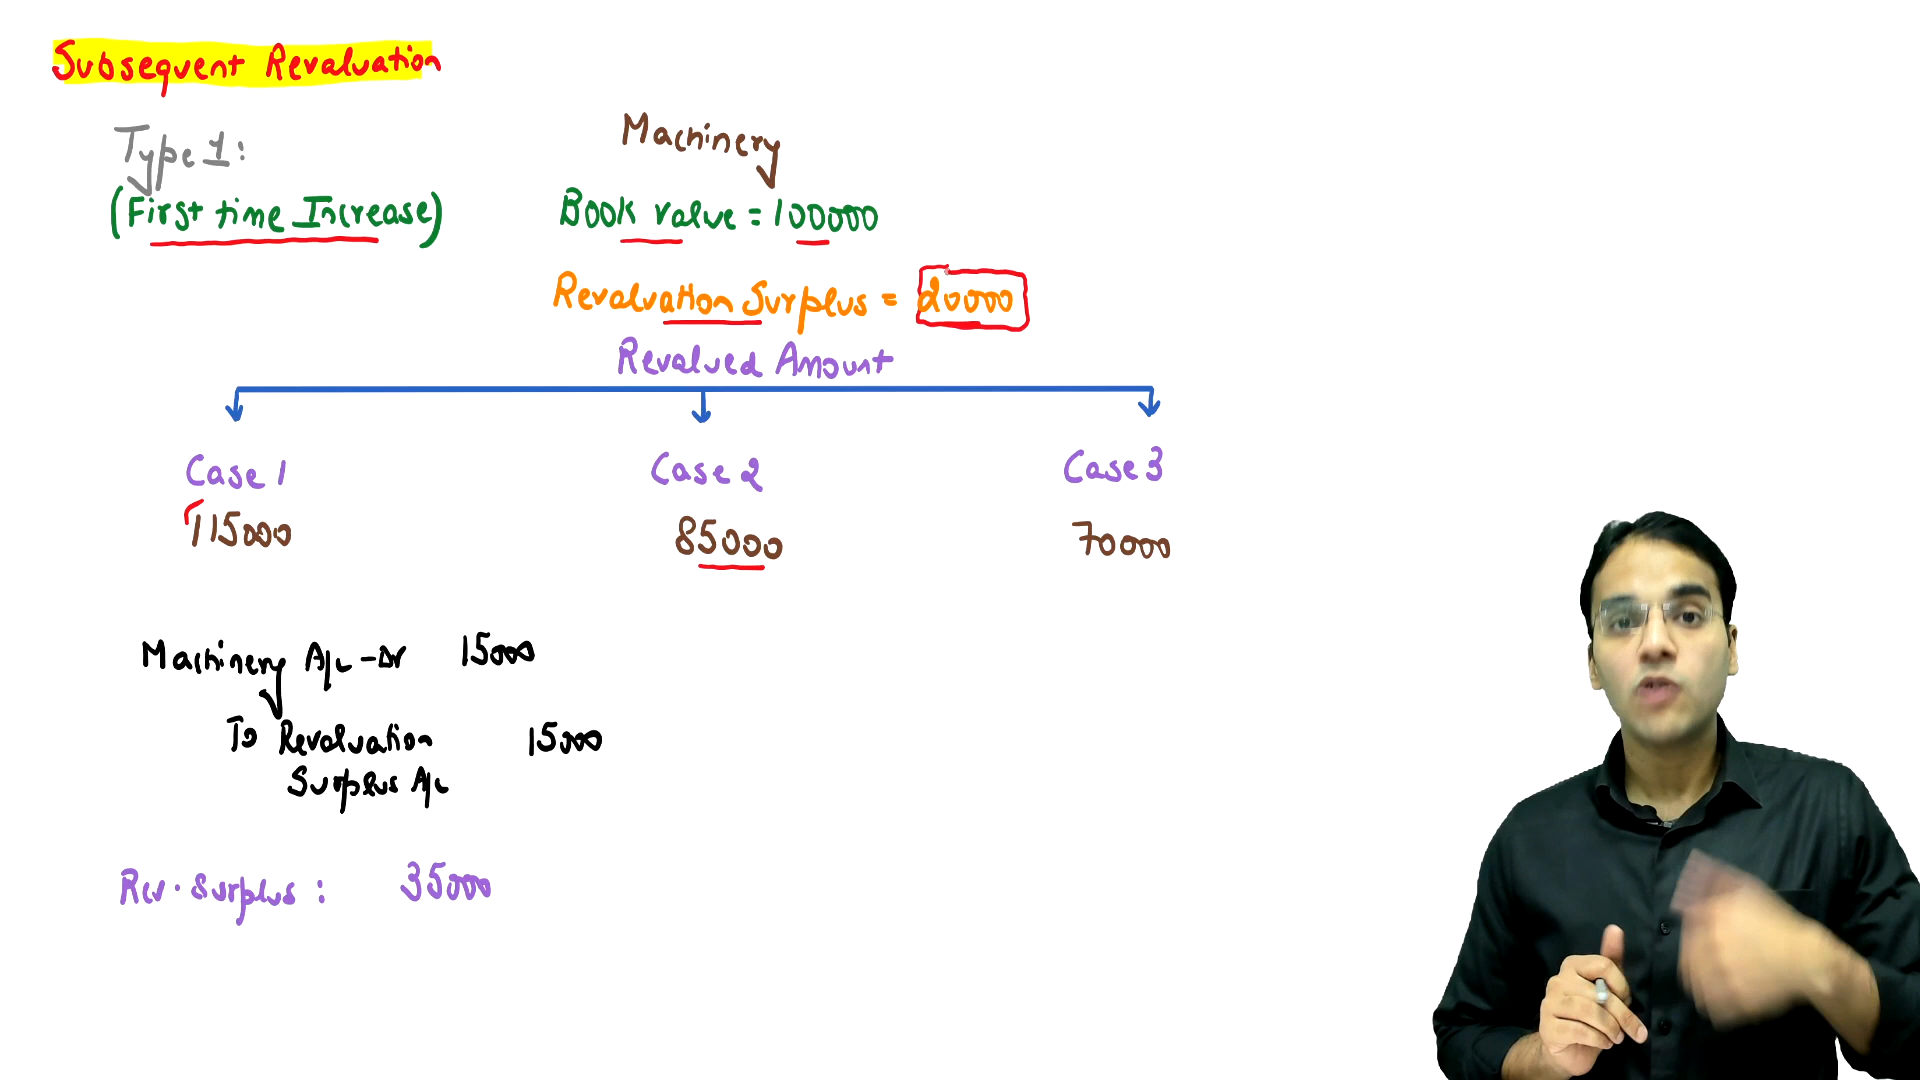 Subsequent Revaluation
Type 1:
(First time Increase)
Machinery
Book value = 100000
Revaluation Surplus = 20000
Revalued Amount
Case 1
Case 2
Case 3
115000
85000
70000
Machinery A/c - Dr 15000
To Revaluation 15000
Surplus A/c
Rev. Surplus : 35000